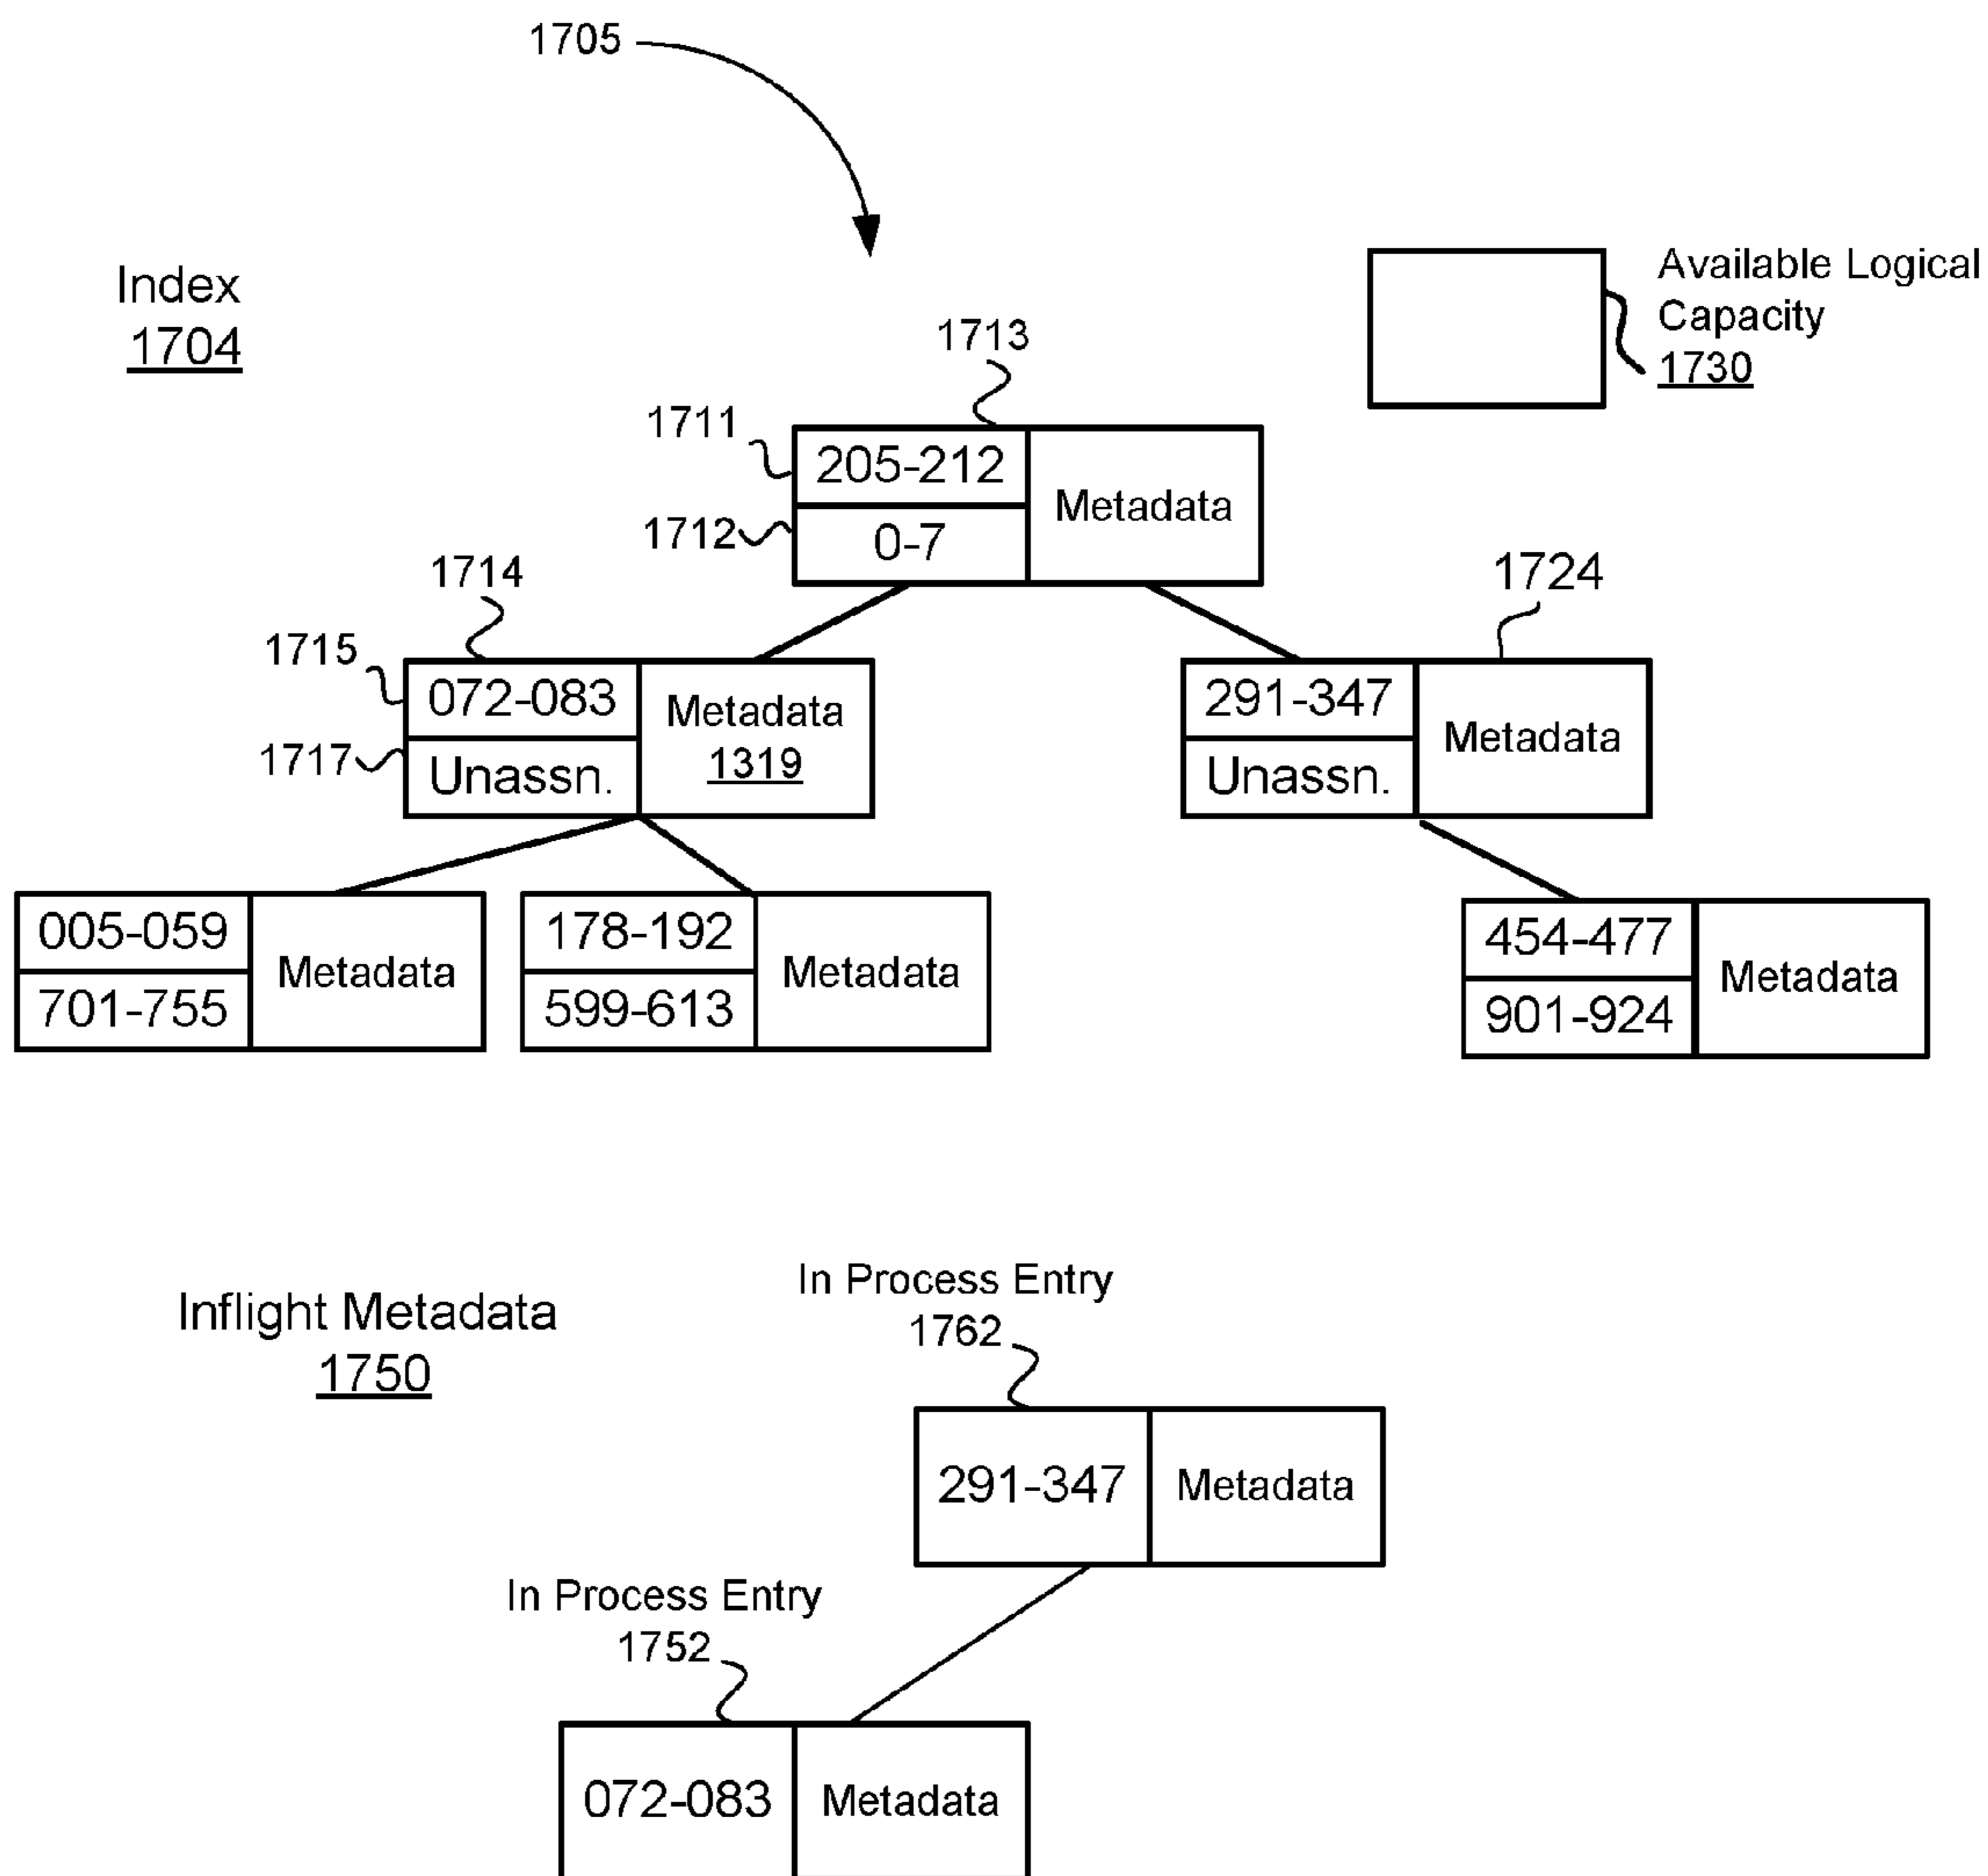 1705
Index
1704
Available Logical
Capacity
1730
1713
1711
205-212
Metadata
1712
0-7
1714
1724
1715
072-083
Metadata
1319
1717
Unassn.
291-347
Metadata
Unassn.
005-059
Metadata
701-755
178-192
Metadata
599-613
454-477
Metadata
901-924
Inflight Metadata
1750
In Process Entry
1762
291-347
Metadata
In Process Entry
1752
072-083
Metadata